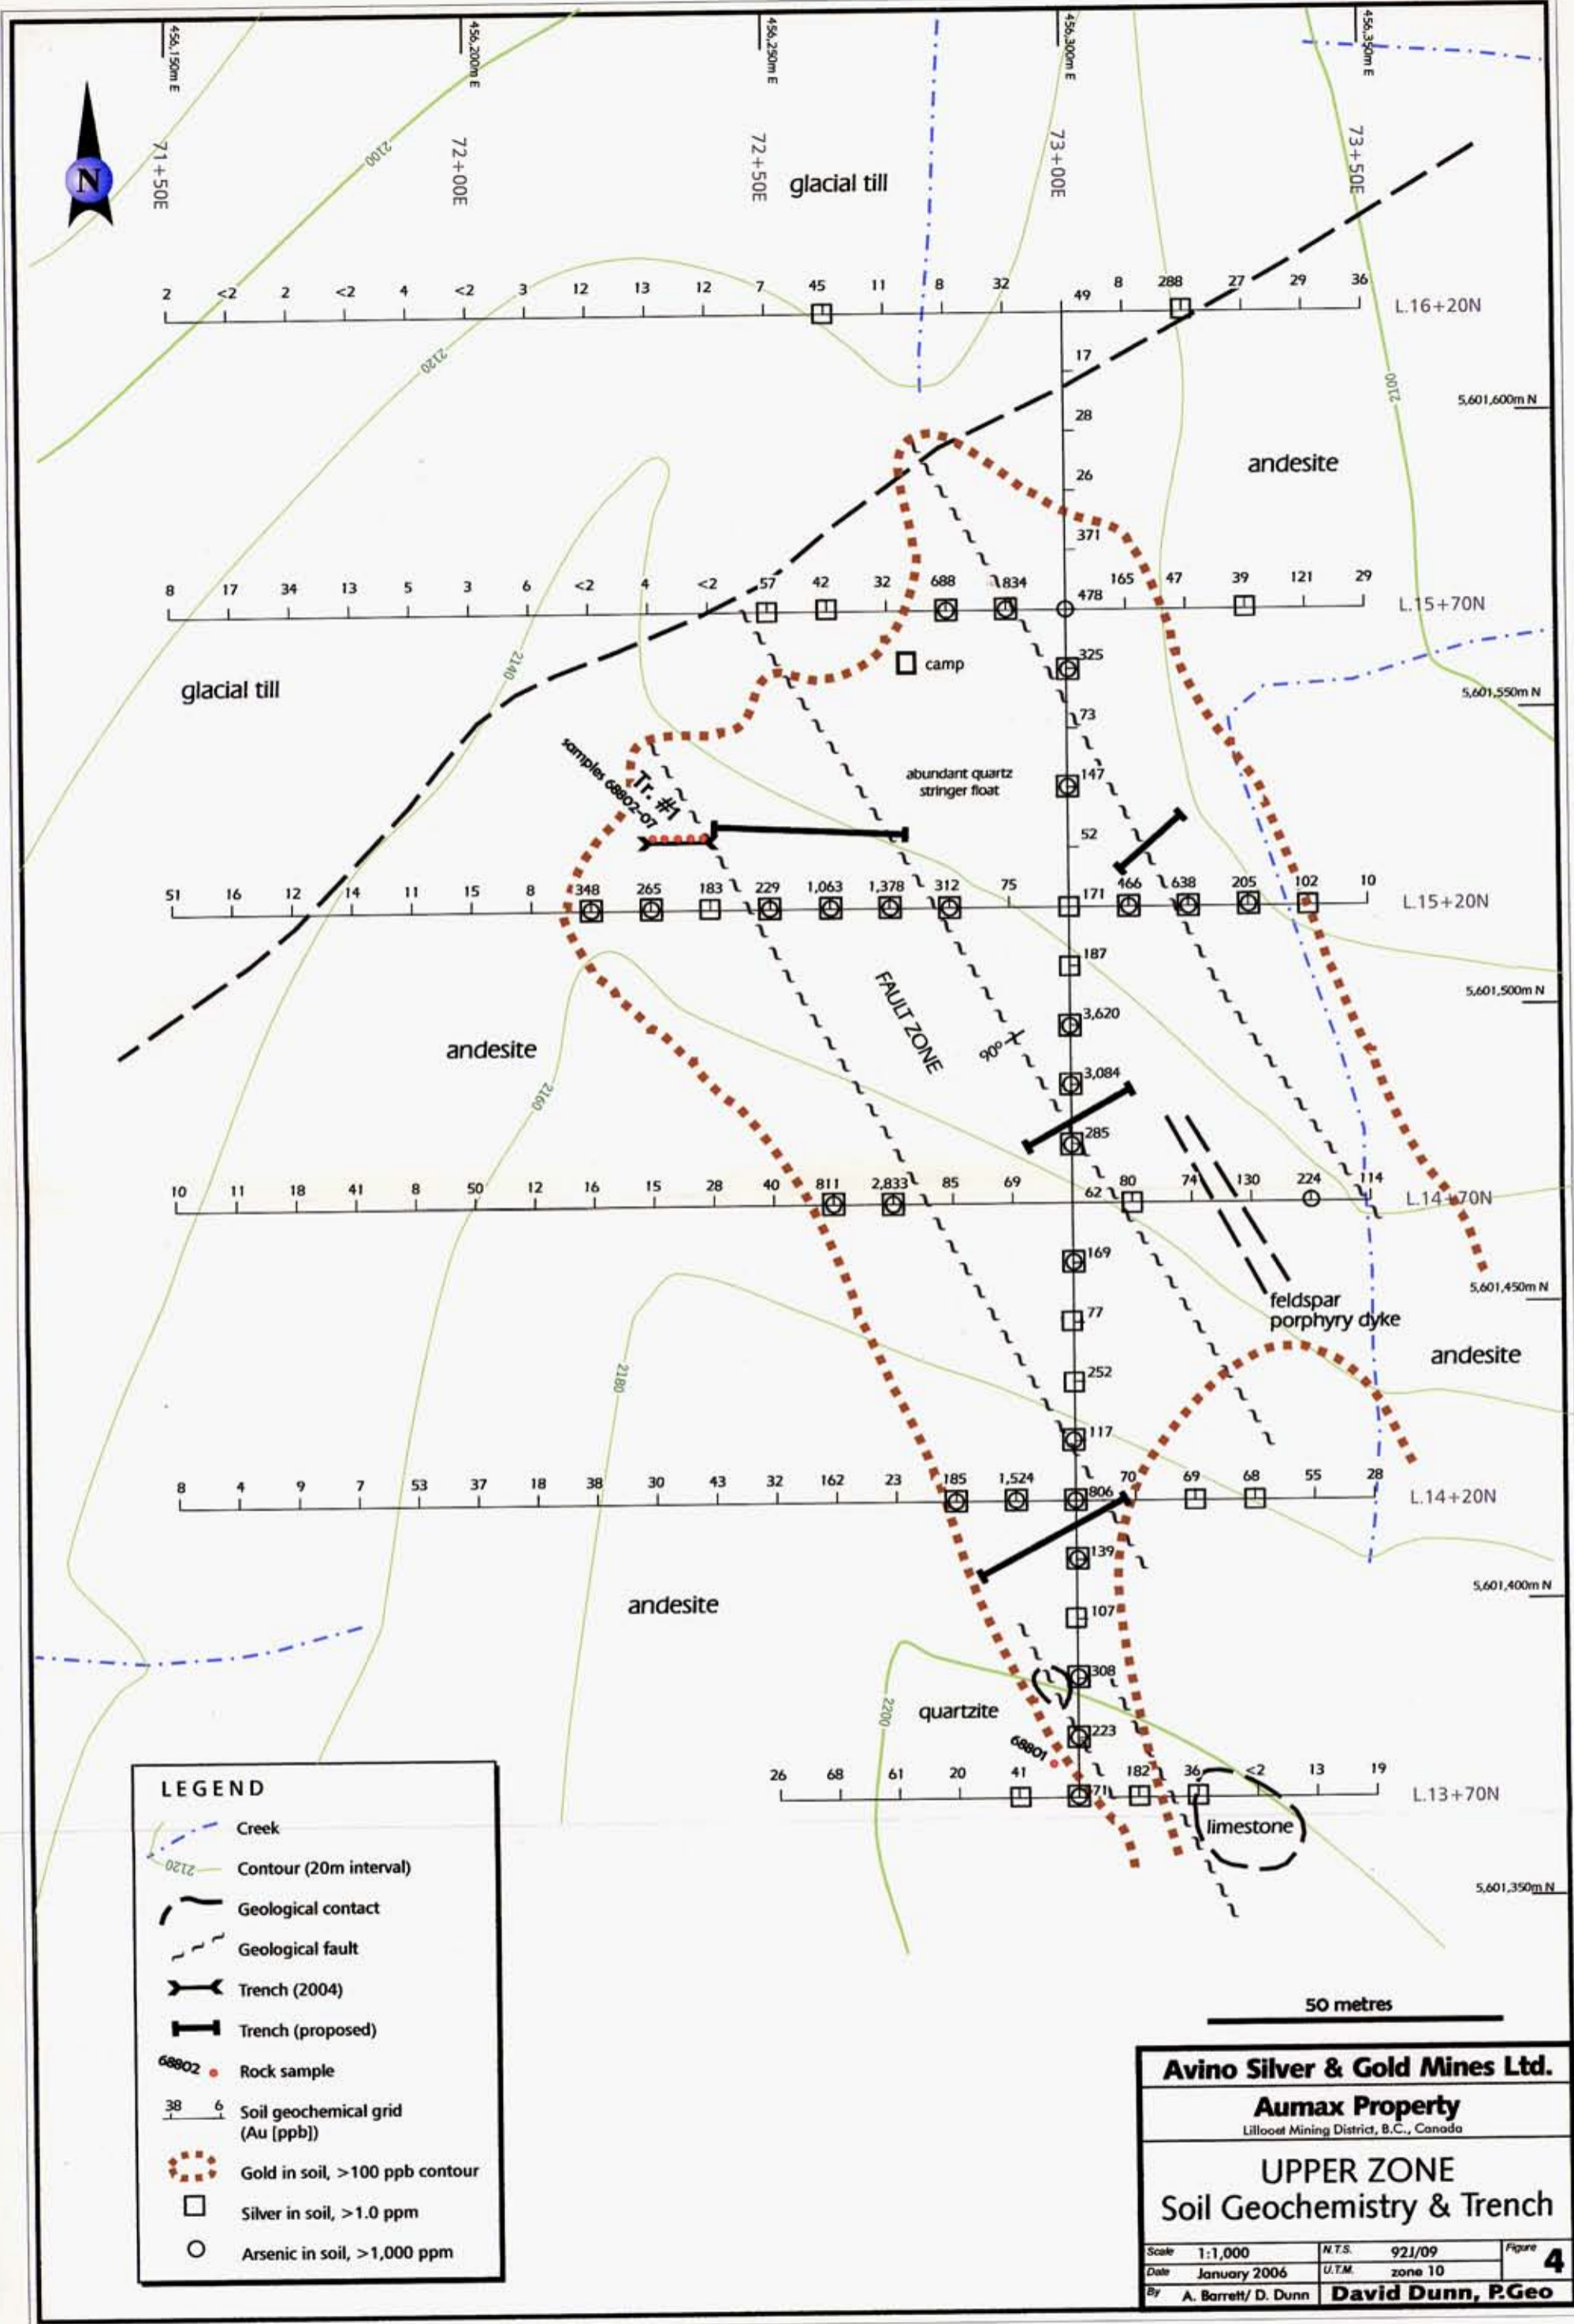 456,150m E
456,200m E
456,250m E
456,300m E
456,350m E
71+50E
72+00E
72+50E
73+00E
73+50E
N
2100
glacial till
2 <2 2 <2 4 <2 3 12 13 12 7 45 11 8 32 49 8 288 27 29 36
L.16+20N
2120
17
2100
5,601,600m N
28
andesite
26
371
8 17 34 13 5 3 6 <2 4 <2 57 42 32 688 834 478 165 47 39 121 29
L.15+70N
325
camp
2140
glacial till
5,601,550m N
73
samples 68802-07
Tr. #1
abundant quartz
stringer float
147
52
51 16 12 14 11 15 8 348 265 183 229 1,063 1,378 312 75 171 466 638 205 102 10
L.15+20N
187
FAULT ZONE
5,601,500m N
3,620
90°
andesite
3,084
2160
285
10 11 18 41 8 50 12 16 15 28 40 811 2,833 85 69 62 80 74 130 224 114
L.14+70N
169
5,601,450m N
feldspar
porphyry dyke
77
andesite
2180
252
117
8 4 9 7 53 37 18 38 30 43 32 162 23 185 1,524 806 70 69 68 55 28
L.14+20N
139
5,601,400m N
andesite
107
308
2200
quartzite
223
68801
26 68 61 20 41 71 182 36 <2 13 19
L.13+70N
limestone
5,601,350m N
LEGEND
Creek
2120
Contour (20m interval)
Geological contact
Geological fault
Trench (2004)
Trench (proposed)
68802
Rock sample
38 6
Soil geochemical grid
(Au [ppb])
Gold in soil, >100 ppb contour
Silver in soil, >1.0 ppm
Arsenic in soil, >1,000 ppm
50 metres
Avino Silver & Gold Mines Ltd.
Aumax Property
Lillooet Mining District, B.C., Canada
UPPER ZONE
Soil Geochemistry & Trench
Scale 1:1,000 N.T.S. 92J/09 Figure 4
Date January 2006 U.T.M. zone 10
By A. Barrett/ D. Dunn David Dunn, P.Geo